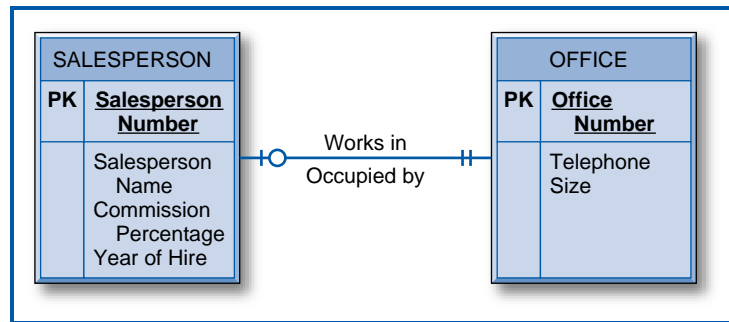 SALESPERSON
PK Salesperson
Number
Salesperson
Name
Commission
Percentage
Year of Hire
Works in
Occupied by
OFFICE
PK Office
Number
Telephone
Size